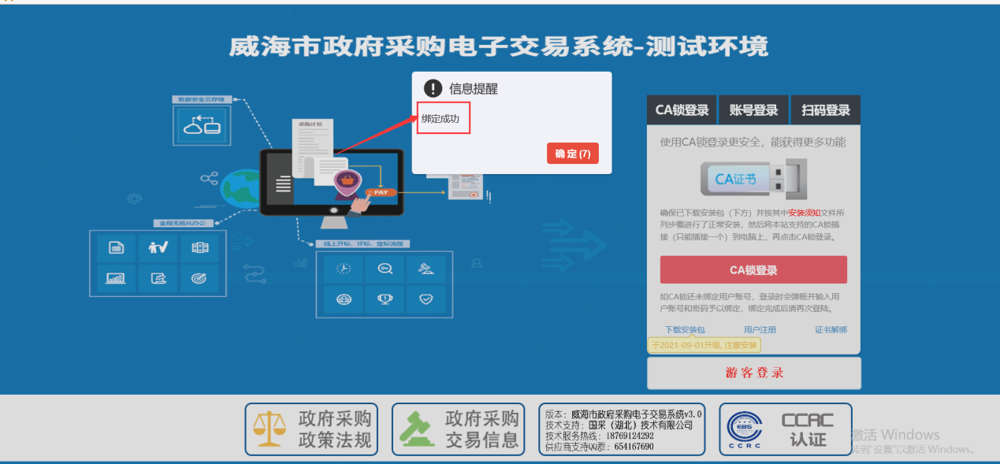 威海市政府采购电子交易系统-测试环境
信息提醒
绑定成功
确 定 (7)
数据安全云存储
采购计划
PAY
全程无纸化办公
线上开标、评标、定标流程
CA锁登录
账号登录
扫码登录
使用CA锁登录更安全，能获得更多功能
CA证书
确保已下载安装包（下方）并按其中安装须知文件所
列步骤进行了正常安装，然后将本站支持的CA锁插
接（只能插接一个）到电脑上，再点击CA锁登录。
CA锁登录
如CA锁还未绑定用户账号，登录时会弹框并输入用
户账号和密码予以绑定，绑定完成后请再次登陆。
下载安装包
用户注册
证书解绑
于2021-09-01升级, 注意安装
游 客 登 录
政府采购
政策法规
政府采购
交易信息
版本：威海市政府采购电子交易系统v3.0
技术支持：国采（湖北）技术有限公司
技术服务热线：18769124292
供应商支持QQ群：654167690
EBS
CCRC
CCRC
认证
激活 Windows
转到"设置"以激活 Windows。